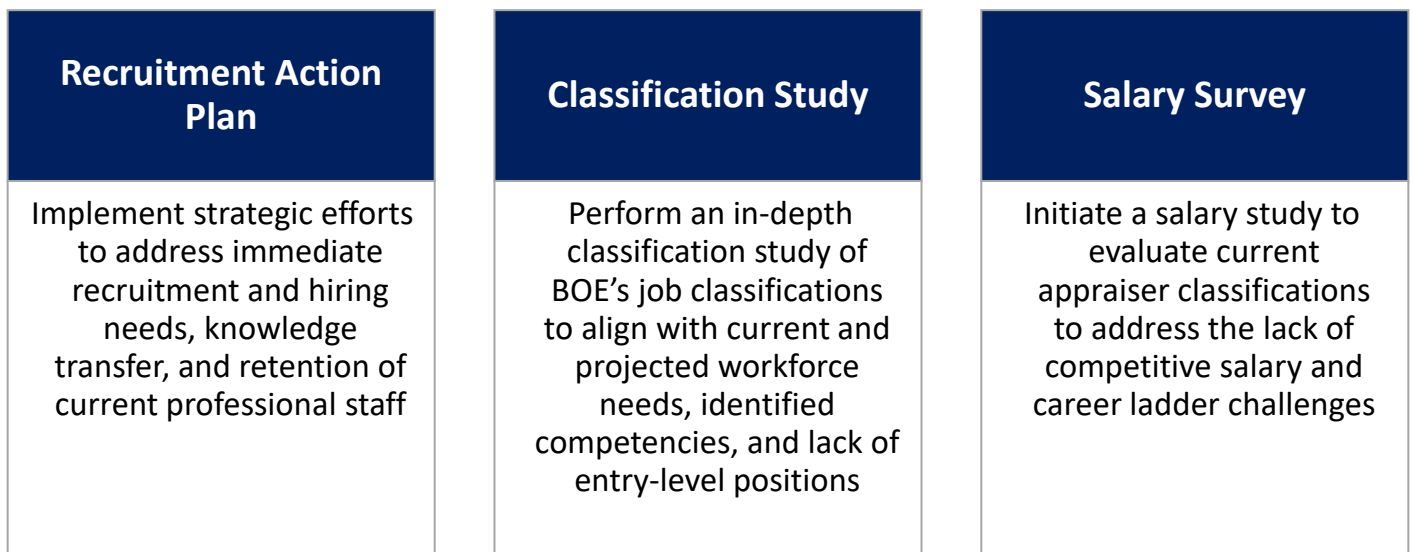 Recruitment Action
Plan
Implement strategic efforts
to address immediate
recruitment and hiring
needs, knowledge
transfer, and retention of
current professional staff
Classification Study
Perform an in-depth
classification study of
BOE’s job classifications
to align with current and
projected workforce
needs, identified
competencies, and lack of
entry-level positions
Salary Survey
Initiate a salary study to
evaluate current
appraiser classifications
to address the lack of
competitive salary and
career ladder challenges